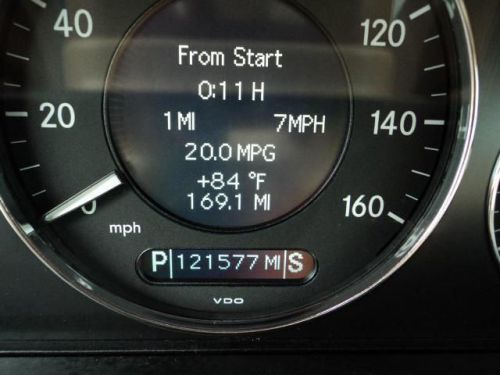 40
120
From Start
0:11 H
20
1 MI 7MPH
140
20.0 MPG
+84 °F
169.1 MI
0
160
mph
P 121577 MI S
VDO